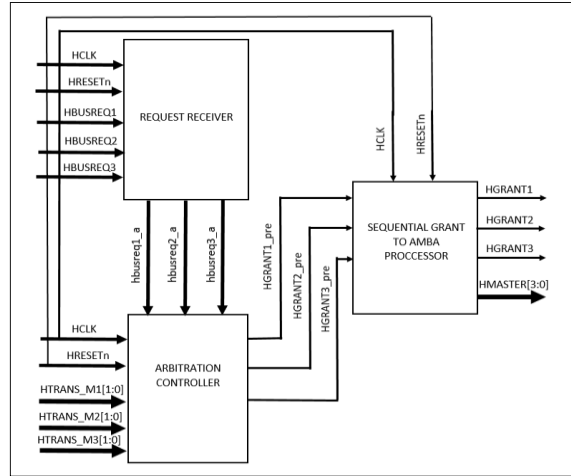 HCLK
HRESETn
HBUSREQ1
HBUSREQ2
HBUSREQ3
REQUEST RECEIVER
HCLK
HRESETn
hbusreq1_a
hbusreq2_a
hbusreq3_a
HGRANT1_pre
HGRANT2_pre
HGRANT3_pre
SEQUENTIAL GRANT
TO AMBA
PROCCESSOR
HGRANT1
HGRANT2
HGRANT3
HMASTER[3:0]
HCLK
HRESETn
HTRANS_M1[1:0]
HTRANS_M2[1:0]
HTRANS_M3[1:0]
ARBITRATION
CONTROLLER